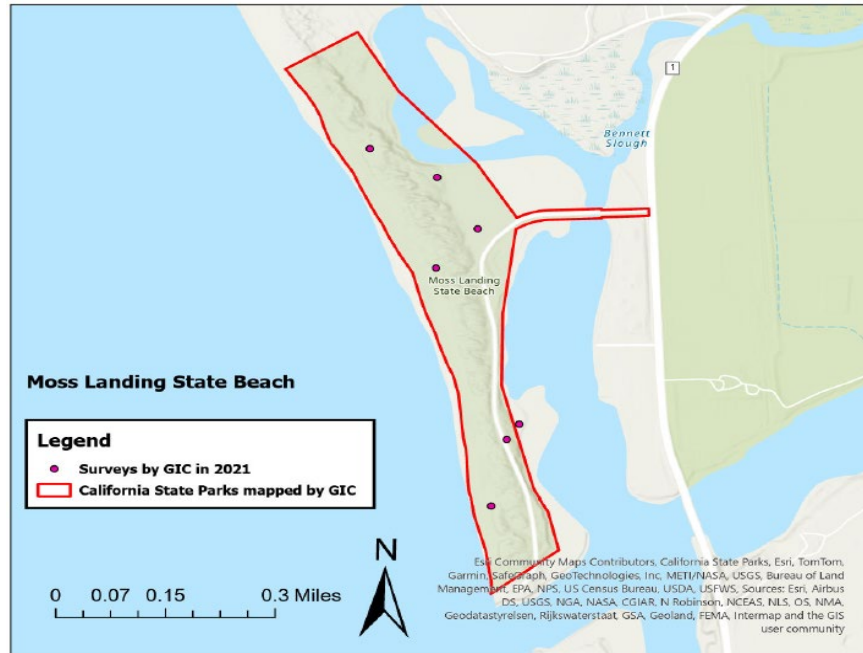 1
Bennett
Slough
Moss Landing
State Beach
Moss Landing State Beach
Legend
Surveys by GIC in 2021
California State Parks mapped by GIC
N
0 0.07 0.15 0.3 Miles
Esri Community Maps Contributors, California State Parks, Esri, TomTom,
Garmin, SafeGraph, GeoTechnologies, Inc, METI/NASA, USGS, Bureau of Land
Management, EPA, NPS, US Census Bureau, USDA, USFWS, Sources: Esri, Airbus
DS, USGS, NGA, NASA, CGIAR, N Robinson, NCEAS, NLS, OS, NMA,
Geodatastyrelsen, Rijkswaterstaat, GSA, Geoland, FEMA, Intermap and the GIS
user community